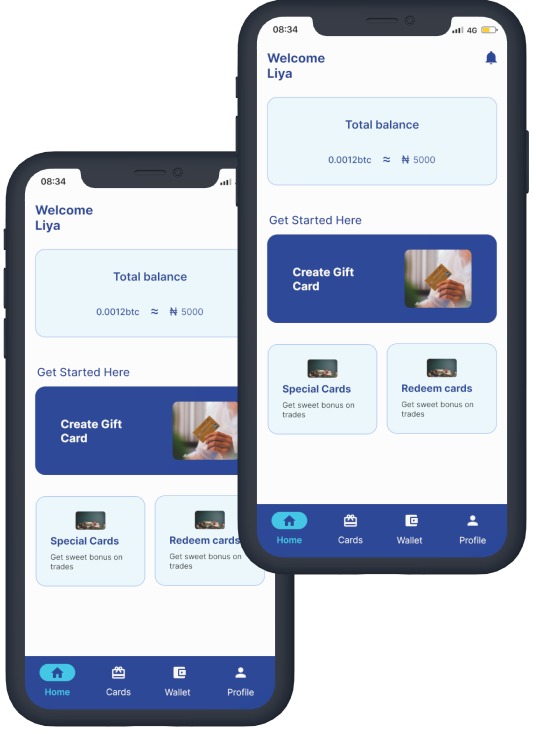 08:34
4G
Welcome
Liya
Total balance
0.0012btc ≈ ₦ 5000
Get Started Here
Create Gift
Card
Special Cards
Get sweet bonus on
trades
Redeem cards
Get sweet bonus on
trades
Home Cards Wallet Profile
08:34
Welcome
Liya
Total balance
0.0012btc ≈ ₦ 5000
Get Started Here
Create Gift
Card
Special Cards
Get sweet bonus on
trades
Redeem cards
Get sweet bonus on
trades
Home Cards Wallet Profile